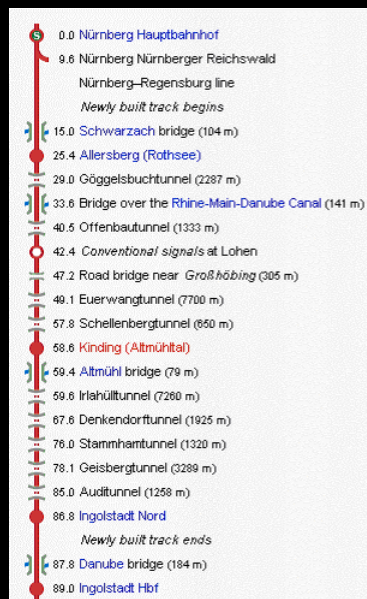 S 0.0 Nürnberg Hauptbahnhof
9.6 Nürnberg Nürnberger Reichswald
Nürnberg–Regensburg line
Newly built track begins
15.0 Schwarzach bridge (104 m)
25.4 Allersberg (Rothsee)
29.0 Göggelsbuchtunnel (2287 m)
33.6 Bridge over the Rhine-Main-Danube Canal (141 m)
40.5 Offenbautunnel (1333 m)
42.4 Conventional signals at Lohen
47.2 Road bridge near Großhöbing (305 m)
49.1 Euerwangtunnel (7700 m)
57.8 Schellenbergtunnel (650 m)
58.6 Kinding (Altmühltal)
59.4 Altmühl bridge (79 m)
59.6 Irlahülltunnel (7260 m)
67.6 Denkendorftunnel (1925 m)
76.0 Stammhamtunnel (1320 m)
78.1 Geisbergtunnel (3289 m)
85.0 Auditunnel (1258 m)
86.8 Ingolstadt Nord
Newly built track ends
87.8 Danube bridge (184 m)
89.0 Ingolstadt Hbf